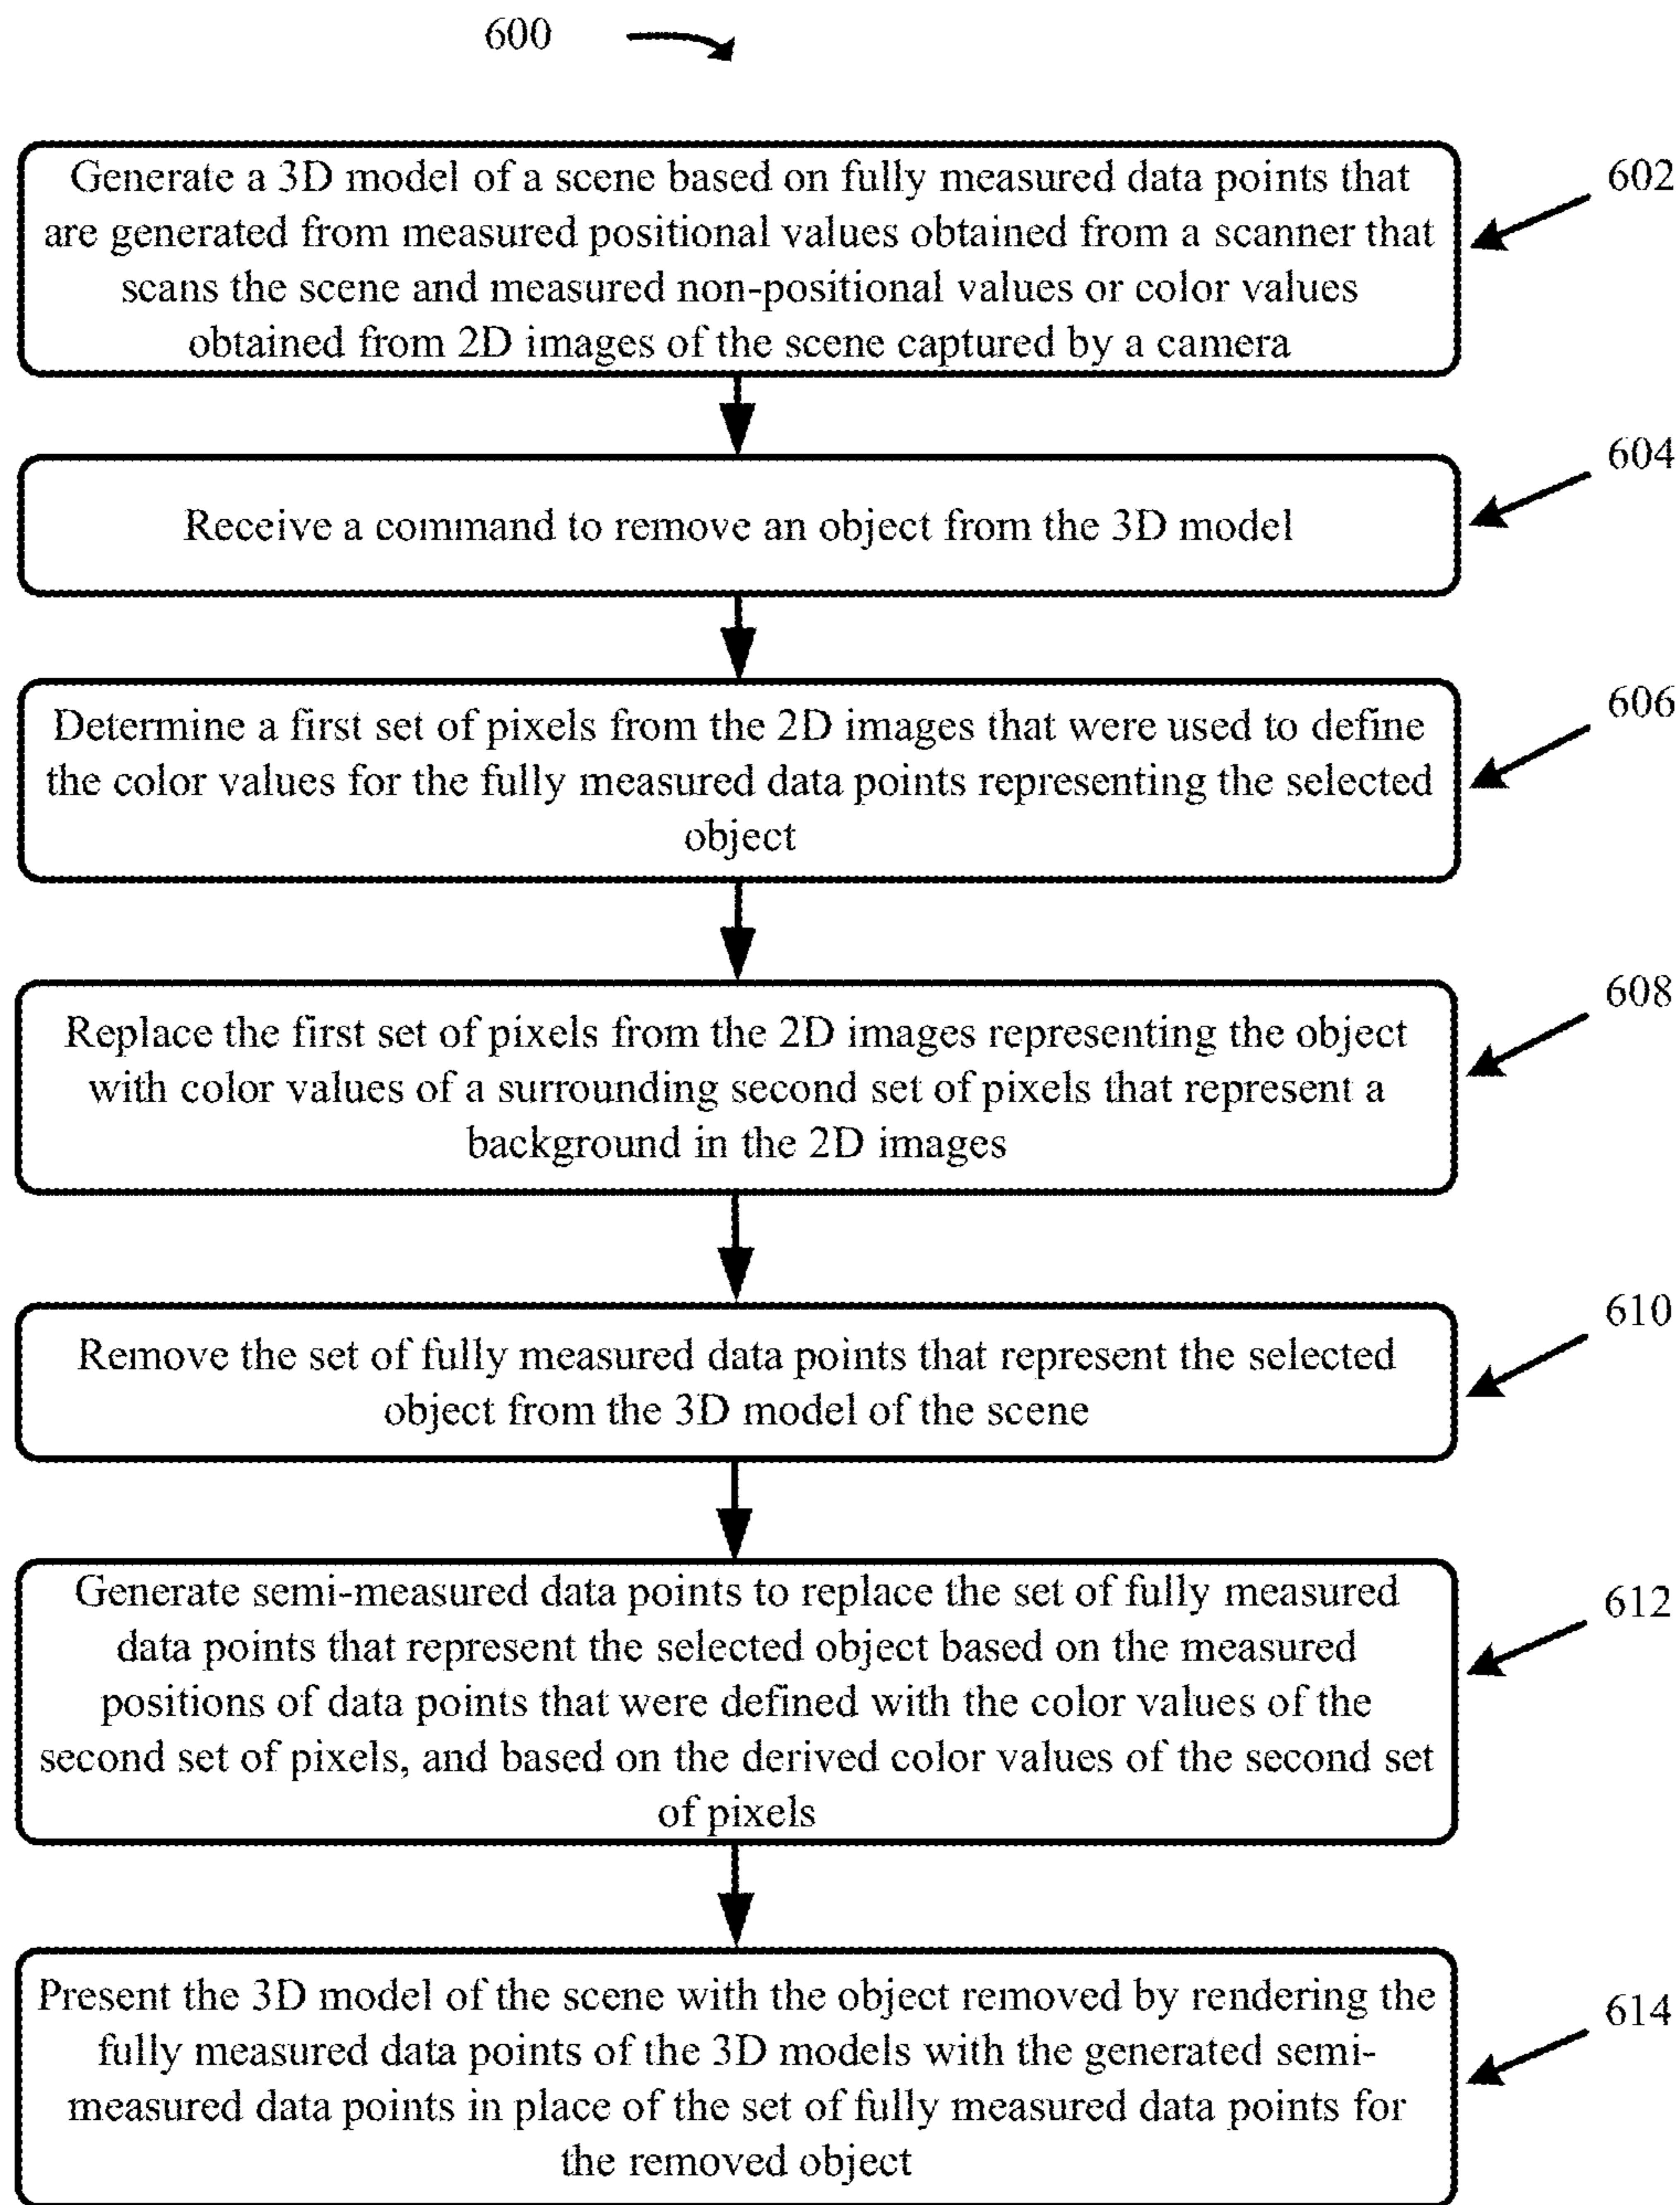 600
Generate a 3D model of a scene based on fully measured data points that
are generated from measured positional values obtained from a scanner that
scans the scene and measured non-positional values or color values
obtained from 2D images of the scene captured by a camera
602
Receive a command to remove an object from the 3D model
604
Determine a first set of pixels from the 2D images that were used to define
the color values for the fully measured data points representing the selected
object
606
Replace the first set of pixels from the 2D images representing the object
with color values of a surrounding second set of pixels that represent a
background in the 2D images
608
Remove the set of fully measured data points that represent the selected
object from the 3D model of the scene
610
Generate semi-measured data points to replace the set of fully measured
data points that represent the selected object based on the measured
positions of data points that were defined with the color values of the
second set of pixels, and based on the derived color values of the second set
of pixels
612
Present the 3D model of the scene with the object removed by rendering the
fully measured data points of the 3D models with the generated semi-
measured data points in place of the set of fully measured data points for
the removed object
614